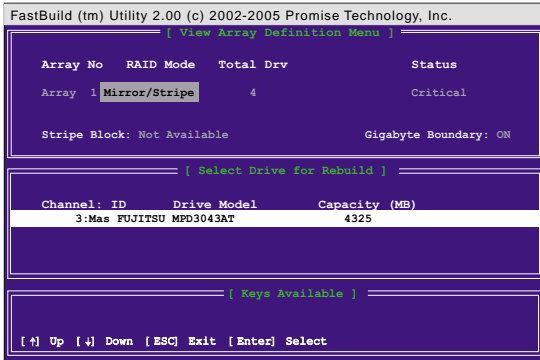 FastBuild (tm) Utility 2.00 (c) 2002-2005 Promise Technology, Inc.
[ View Array Definition Menu ]
Array No RAID Mode Total Drv Status
Array 1 Mirror/Stripe 4 Critical
Stripe Block: Not Available Gigabyte Boundary: ON
[ Select Drive for Rebuild ]
Channel: ID Drive Model Capacity (MB)
3:Mas FUJITSU MPD3043AT 4325
[ Keys Available ]
[↑] Up [↓] Down [ESC] Exit [Enter] Select